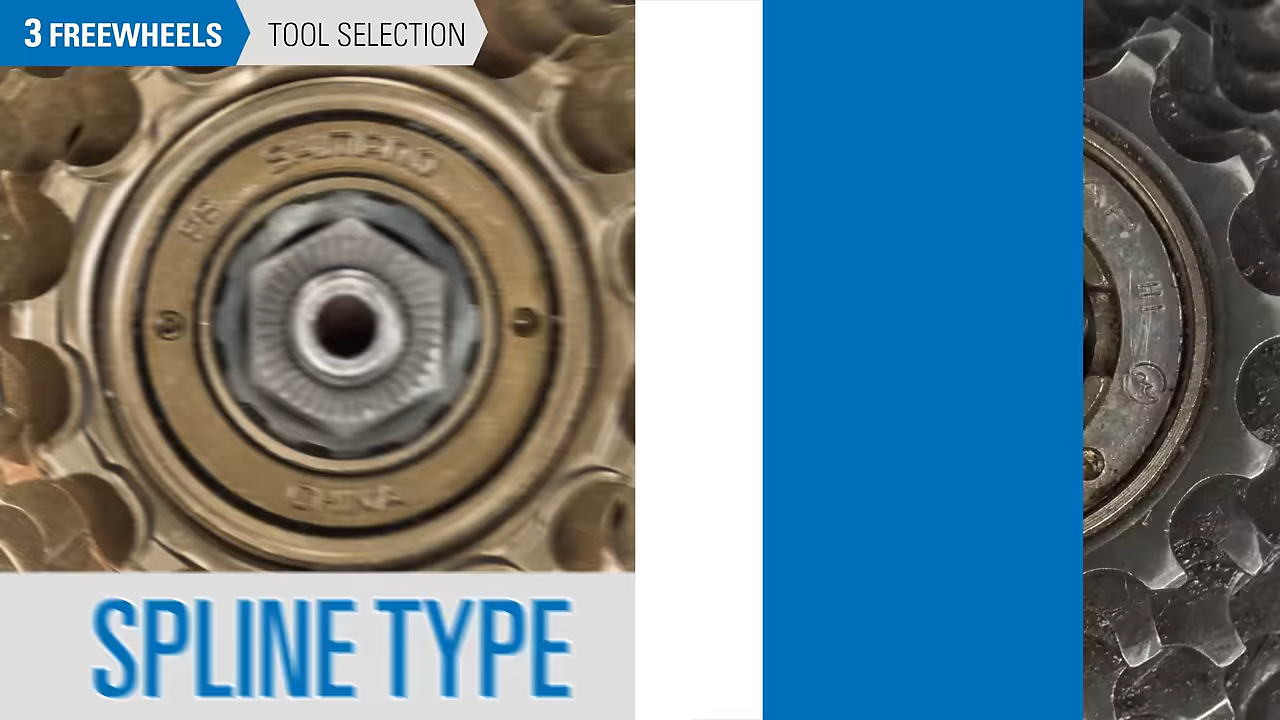 3 FREEWHEELS
TOOL SELECTION
SHIMANO
CHINA
SPLINE TYPE